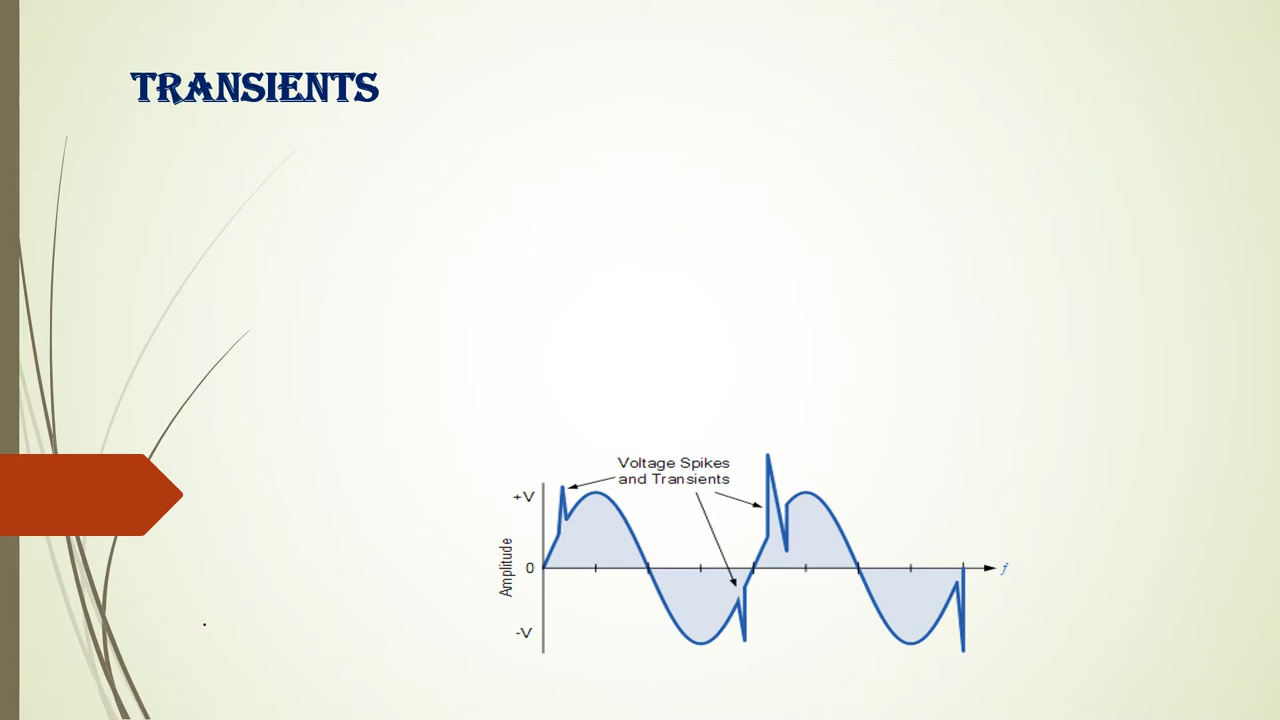 TRANSIENTS
Voltage Spikes
and Transients
+V
Amplitude
0
f
-V
.